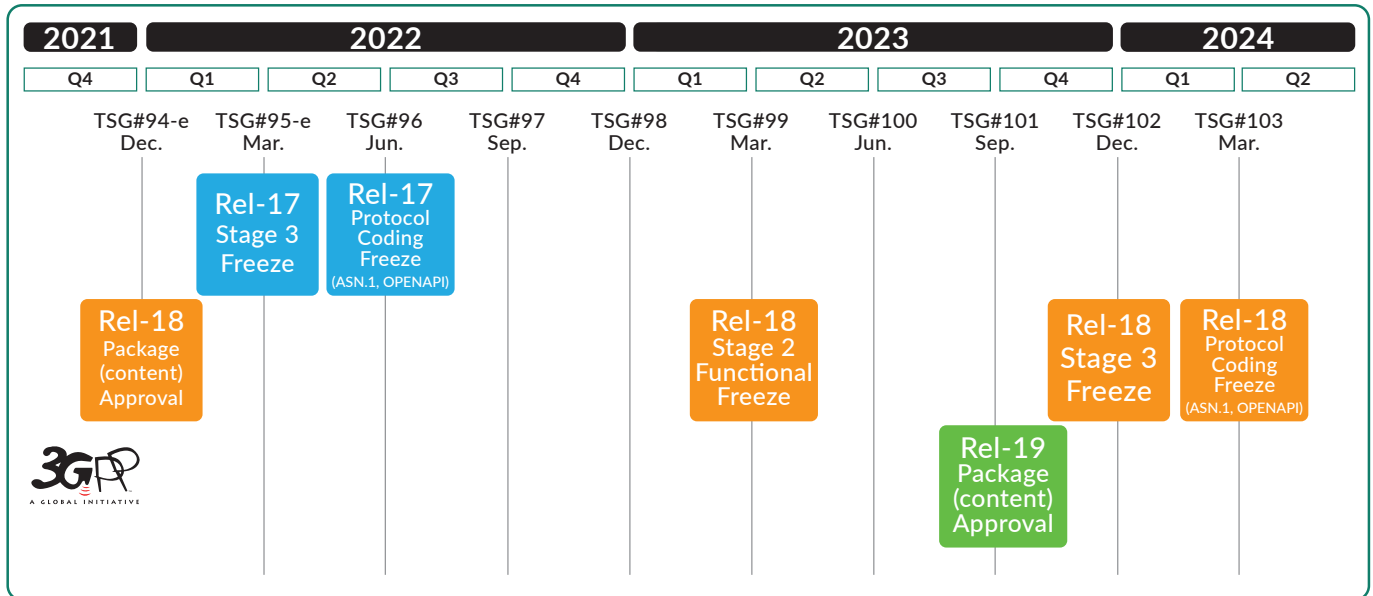 2021 2022 2023 2024
Q4 Q1 Q2 Q3 Q4 Q1 Q2 Q3 Q4 Q1 Q2
TSG#94-e TSG#95-e TSG#96 TSG#97 TSG#98 TSG#99 TSG#100 TSG#101 TSG#102 TSG#103
Dec. Mar. Jun. Sep. Dec. Mar. Jun. Sep. Dec. Mar.
Rel-17
Stage 3
Freeze
Rel-17
Protocol
Coding
Freeze
(ASN.1, OPENAPI)
Rel-18
Package
(content)
Approval
Rel-18
Stage 2
Functional
Freeze
Rel-18
Stage 3
Freeze
Rel-18
Protocol
Coding
Freeze
(ASN.1, OPENAPI)
Rel-19
Package
(content)
Approval
3GPP
A GLOBAL INITIATIVE